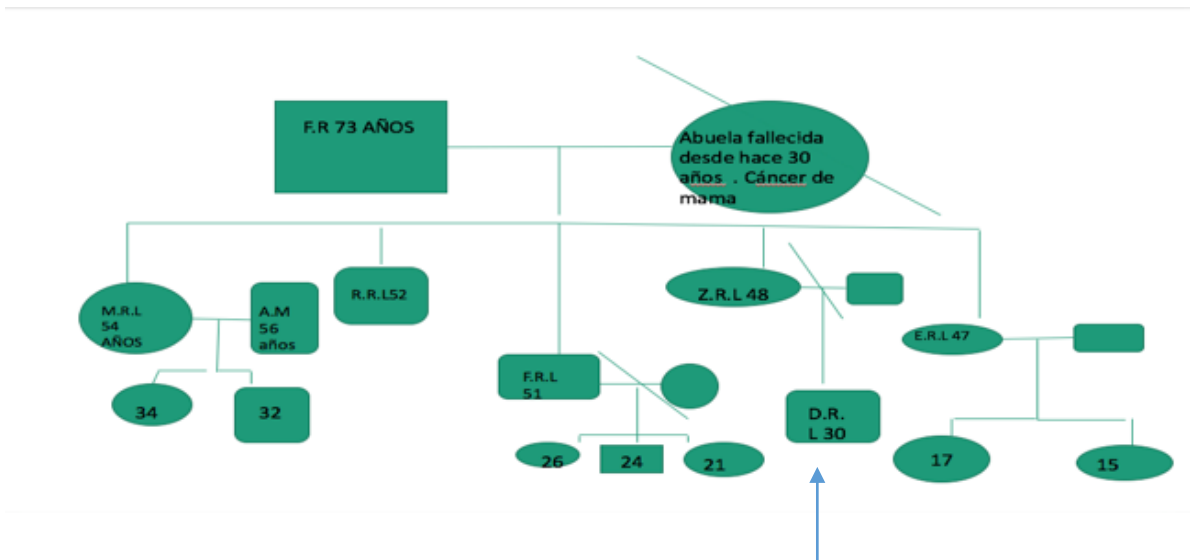 F.R 73 AÑOS
Abuela fallecida
desde hace 30
años . Cáncer de
mama
M.R.L
54
AÑOS
A.M
56
años
R.R.L52
Z.R.L 48
E.R.L 47
F.R.L
51
D.R.
L 30
34
32
26
24
21
17
15